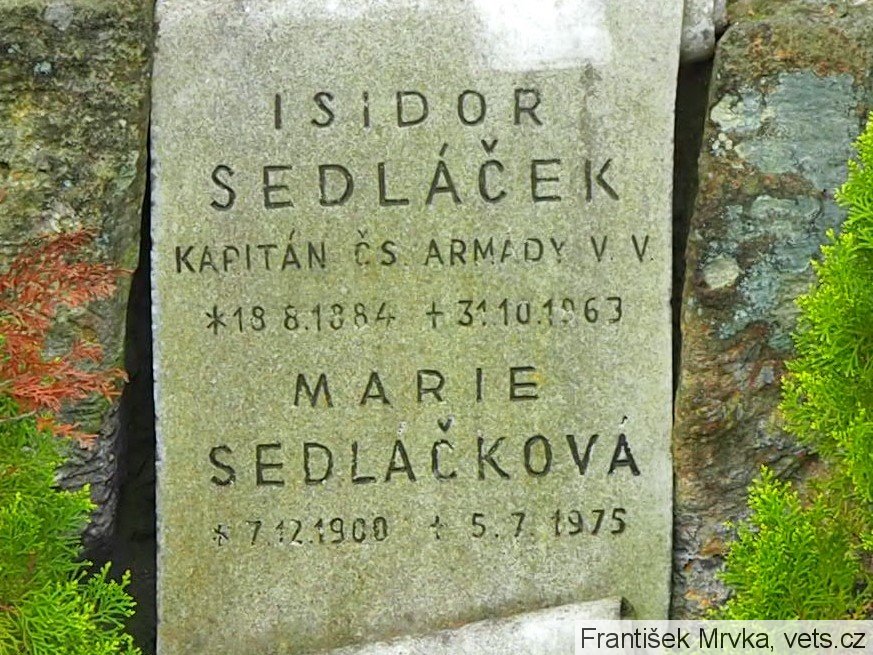 ISIDOR
SEDLÁČEK
KAPITÁN ČS ARMADY V. V.
*18 8.1884 + 31.10.1963
MARIE
SEDLÁČKOVÁ
* 7.12.1900 + 5.7.1975
František Mrvka, vets.cz